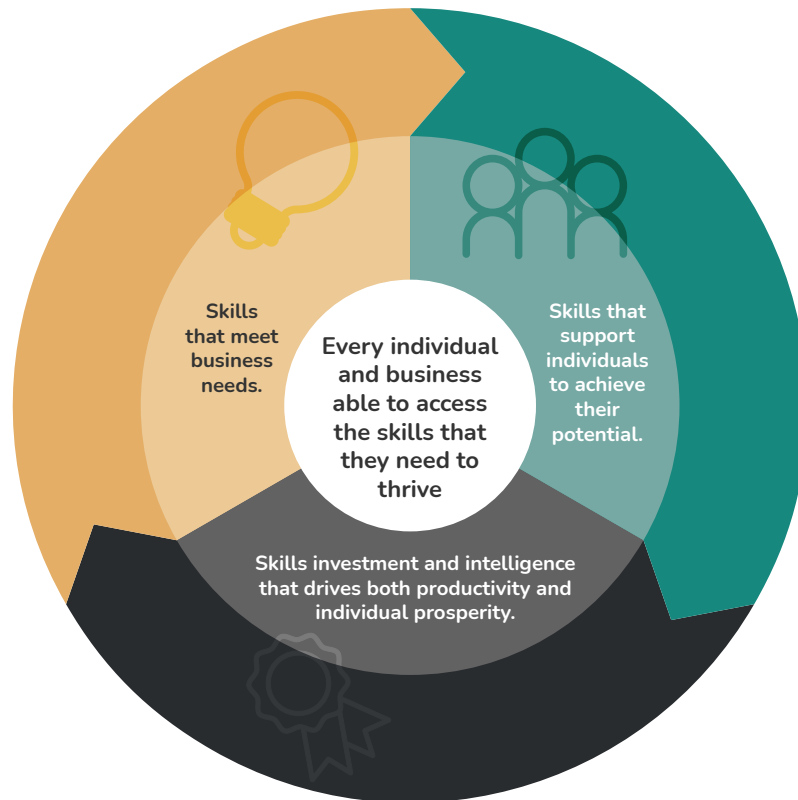 Skills
that meet
business
needs.
Every individual
and business
able to access
the skills that
they need to
thrive
Skills that
support
individuals
to achieve
their
potential.
Skills investment and intelligence
that drives both productivity and
individual prosperity.